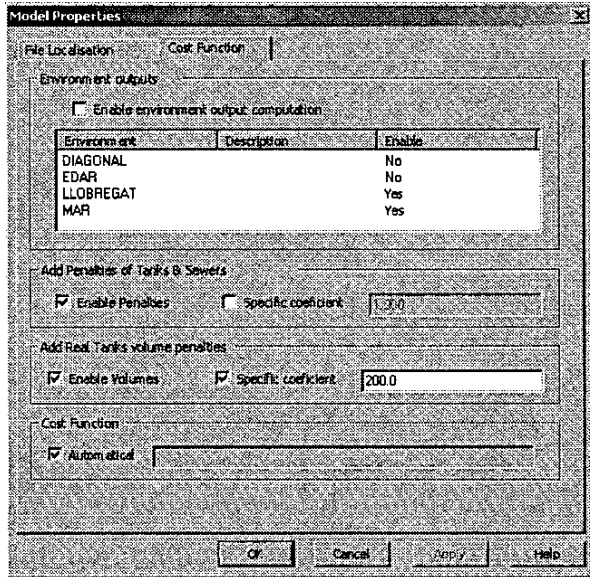 Model Properties
File Localisation Cost Function
Environment outputs
Enable environment output computation
Environment Description Enable
DIAGONAL No
EDAR No
LLOBREGAT Yes
MAR Yes
Add Penalties of Tanks & Sewers
Enable Penalties Specific coeficient
Add Real Tanks volume penalties
Enable Volumes Specific coeficient 200.0
Cost Function
Automatical
OK Cancel Apply Help